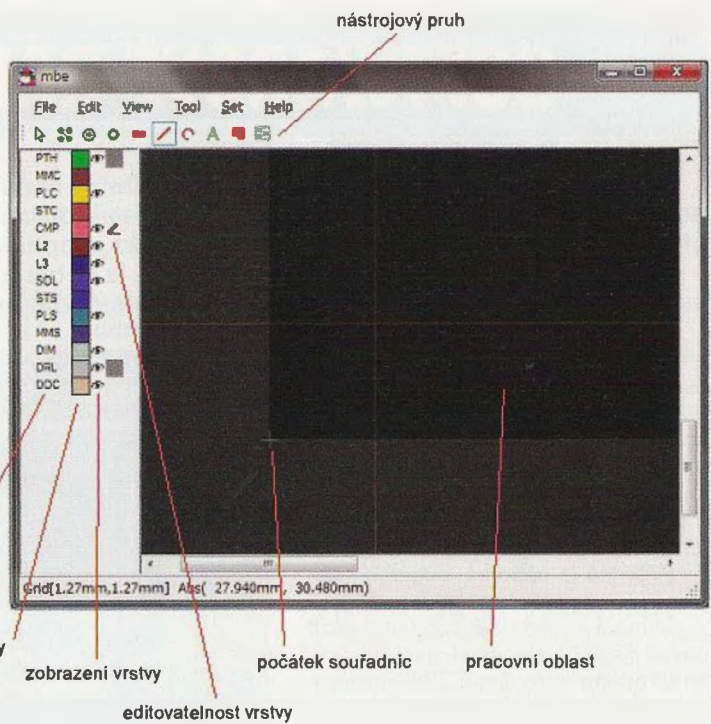 nástrojový pruh
mbe
File Edit View Tool Set Help
A
PTH
MMC
PLC
STC
CMP
L2
L3
SOL
STS
PLS
MMS
DIM
DRL
DOC
Grid[1.27mm,1.27mm] Abs( 27.940mm, 30.480mm)
y
zobrazení vrstvy
počátek souřadnic
pracovní oblast
editovatelnost vrstvy